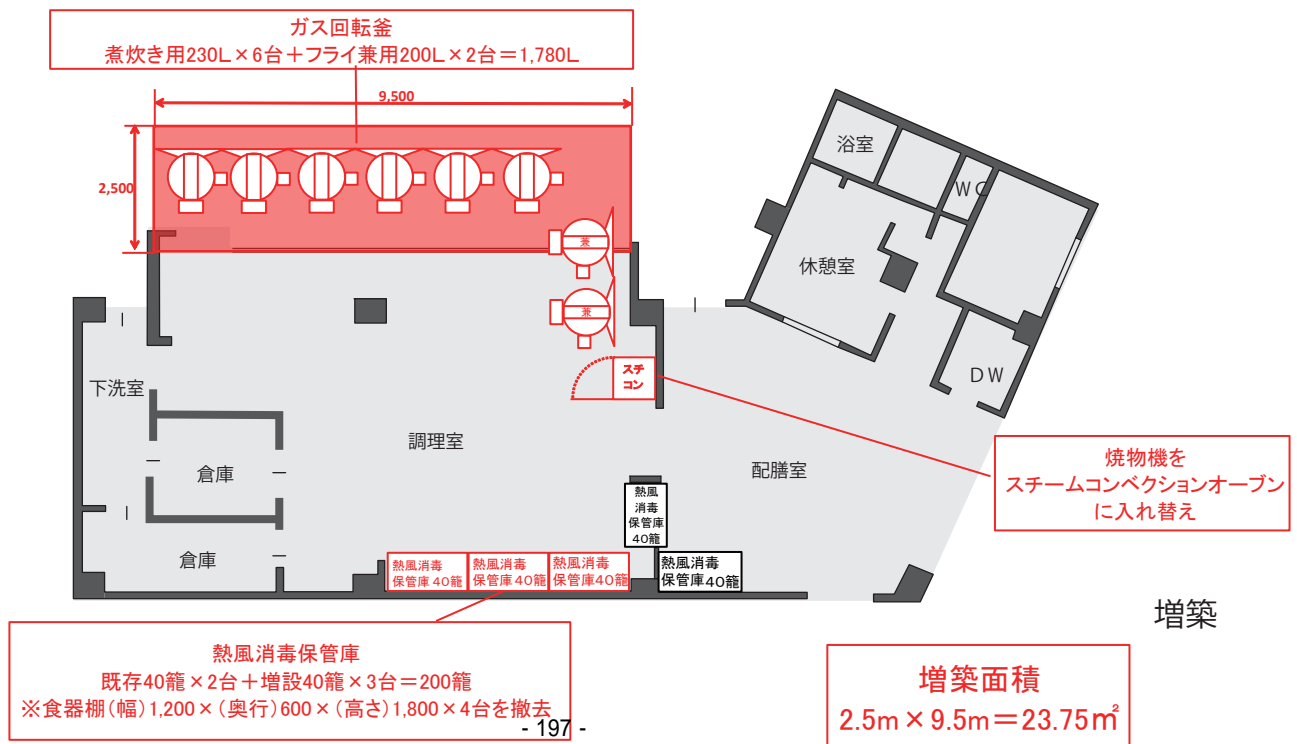 ガス回転釜
煮炊き用230L×6台＋フライ兼用200L×2台＝1,780L
9,500
2,500
兼
兼
スチ
コン
浴室
WC
休憩室
DW
下洗室
倉庫
倉庫
調理室
配膳室
焼物機を
スチームコンベクションオーブン
に入れ替え
熱風
消毒
保管庫
40籠
熱風消毒
保管庫 40籠
熱風消毒
保管庫40籠
熱風消毒
保管庫40籠
熱風消毒
保管庫40籠
熱風消毒保管庫
既存40籠×2台＋増設40籠×3台＝200籠
※食器棚(幅)1,200×(奥行)600×(高さ)1,800×4台を撤去
- 197 -
増築
増築面積
2.5m×9.5m＝23.75㎡